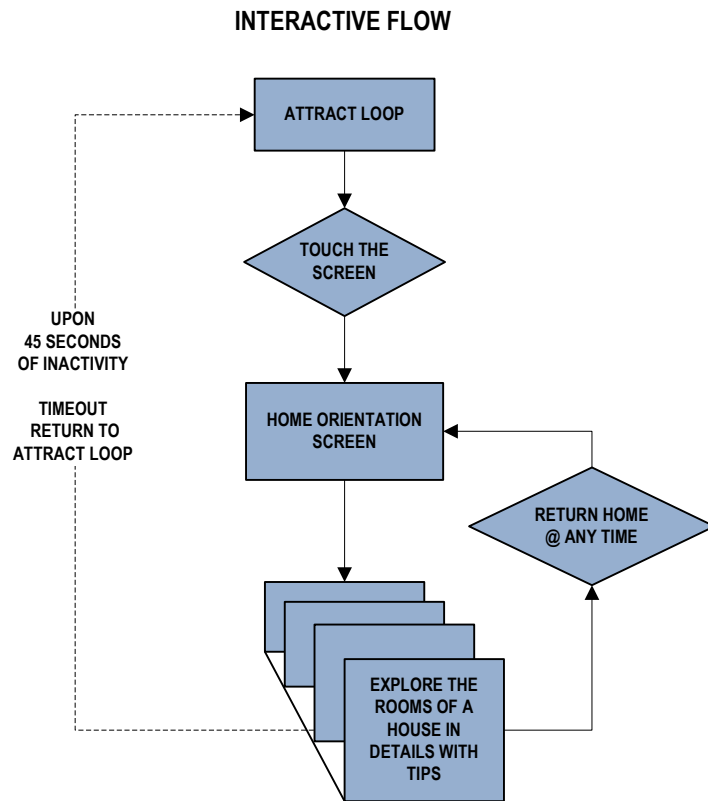 INTERACTIVE FLOW
ATTRACT LOOP
TOUCH THE
SCREEN
UPON
45 SECONDS
OF INACTIVITY
TIMEOUT
RETURN TO
ATTRACT LOOP
HOME ORIENTATION
SCREEN
RETURN HOME
@ ANY TIME
EXPLORE THE
ROOMS OF A
HOUSE IN
DETAILS WITH
TIPS